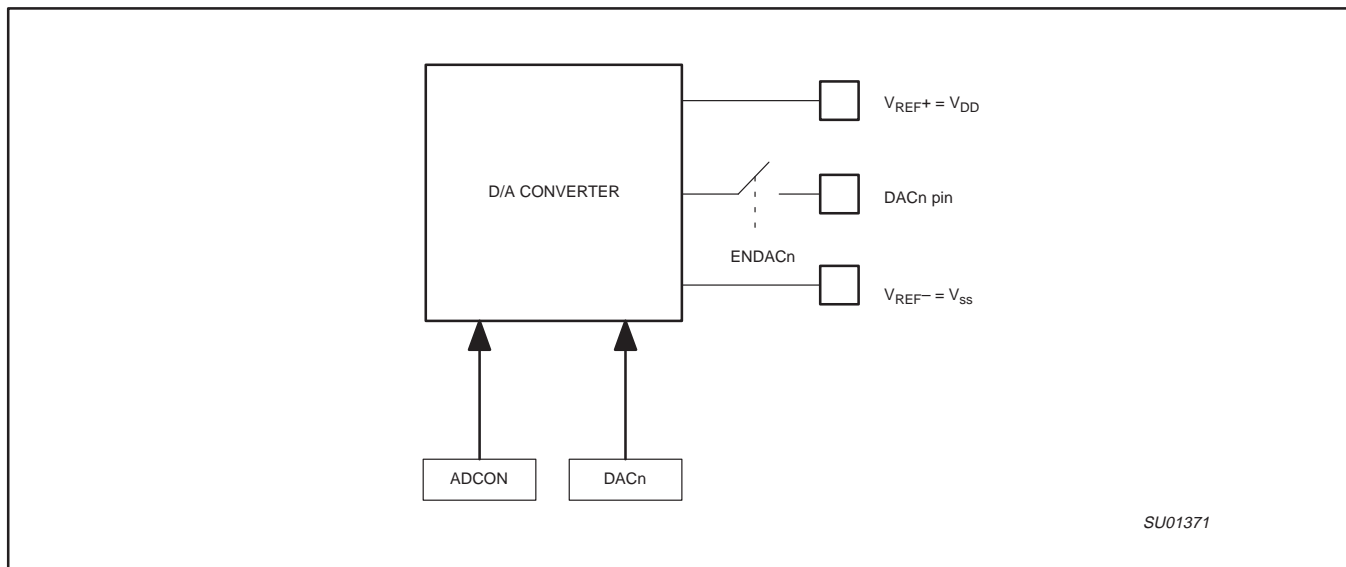 V_REF+ = V_DD
D/A CONVERTER
DACn pin
ENDACn
V_REF– = V_ss
ADCON
DACn
SU01371